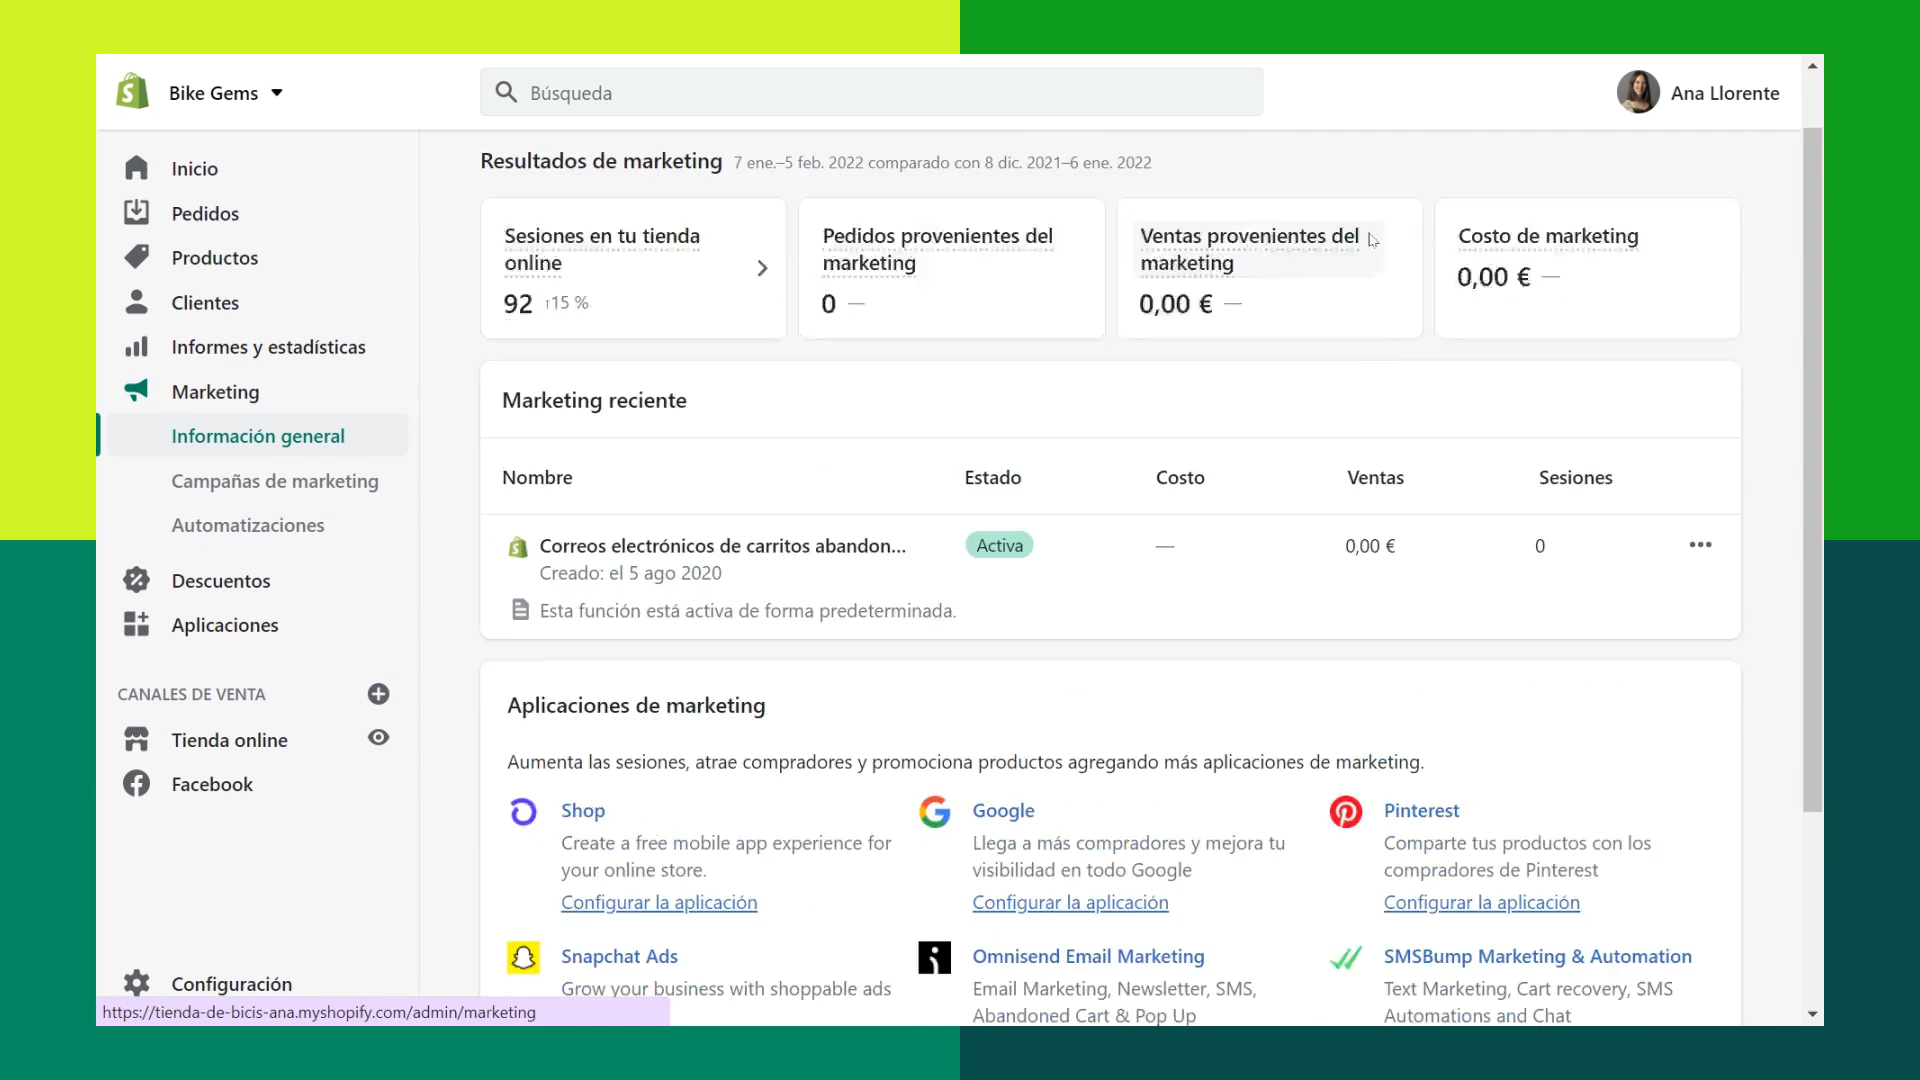 Bike Gems
Búsqueda
Ana Llorente
Inicio
Pedidos
Productos
Clientes
Informes y estadísticas
Marketing
Información general
Campañas de marketing
Automatizaciones
Descuentos
Aplicaciones
CANALES DE VENTA
Tienda online
Facebook
Configuración
https://tienda-de-bicis-ana.myshopify.com/admin/marketing
Resultados de marketing 7 ene.–5 feb. 2022 comparado con 8 dic. 2021–6 ene. 2022
Sesiones en tu tienda
online
92 ↑15 %
Pedidos provenientes del
marketing
0 —
Ventas provenientes del
marketing
0,00 € —
Costo de marketing
0,00 € —
Marketing reciente
Nombre Estado Costo Ventas Sesiones
Correos electrónicos de carritos abandon... Activa — 0,00 € 0
Creado: el 5 ago 2020
Esta función está activa de forma predeterminada.
Aplicaciones de marketing
Aumenta las sesiones, atrae compradores y promociona productos agregando más aplicaciones de marketing.
Shop
Create a free mobile app experience for
your online store.
Configurar la aplicación
Google
Llega a más compradores y mejora tu
visibilidad en todo Google
Configurar la aplicación
Pinterest
Comparte tus productos con los
compradores de Pinterest
Configurar la aplicación
Snapchat Ads
Grow your business with shoppable ads
Omnisend Email Marketing
Email Marketing, Newsletter, SMS,
Abandoned Cart & Pop Up
SMSBump Marketing & Automation
Text Marketing, Cart recovery, SMS
Automations and Chat